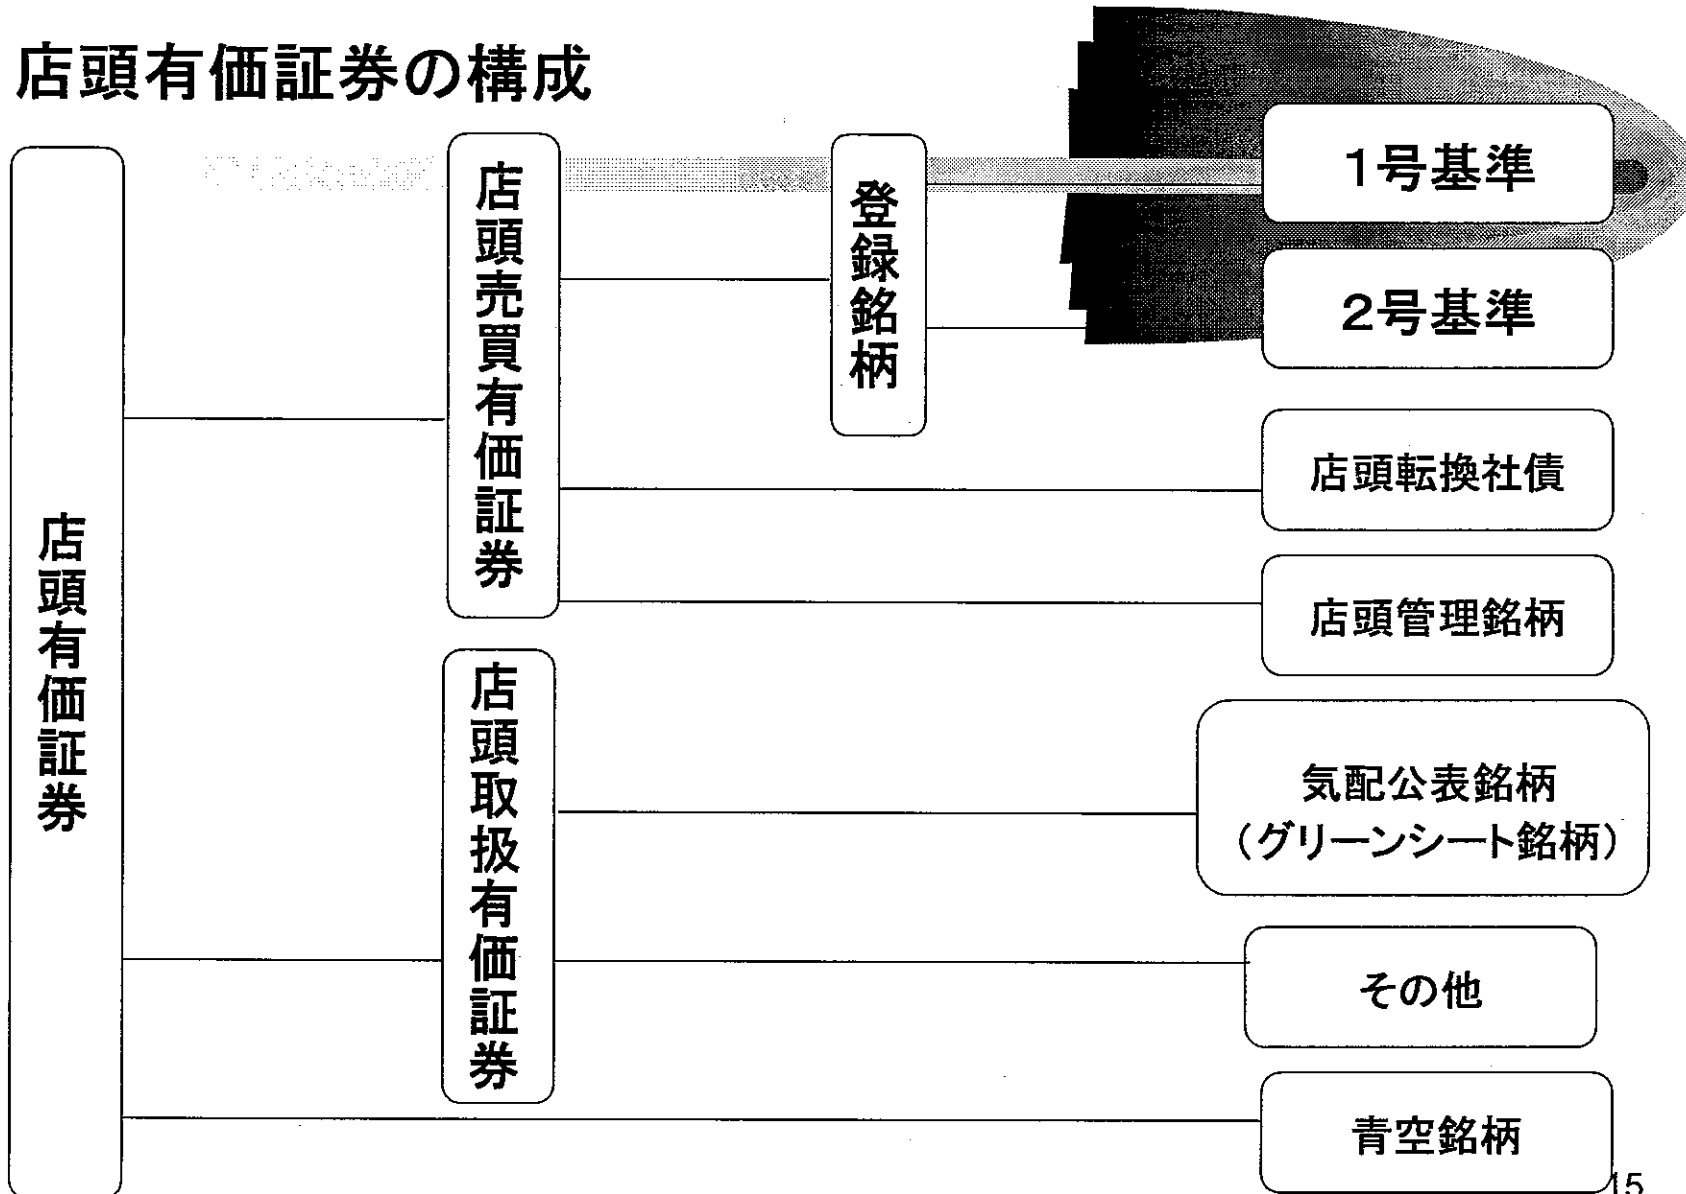 店頭有価証券の構成
店頭有価証券
店頭売買有価証券
登録銘柄
1号基準
2号基準
店頭転換社債
店頭管理銘柄
店頭取扱有価証券
気配公表銘柄
（グリーンシート銘柄）
その他
青空銘柄
15